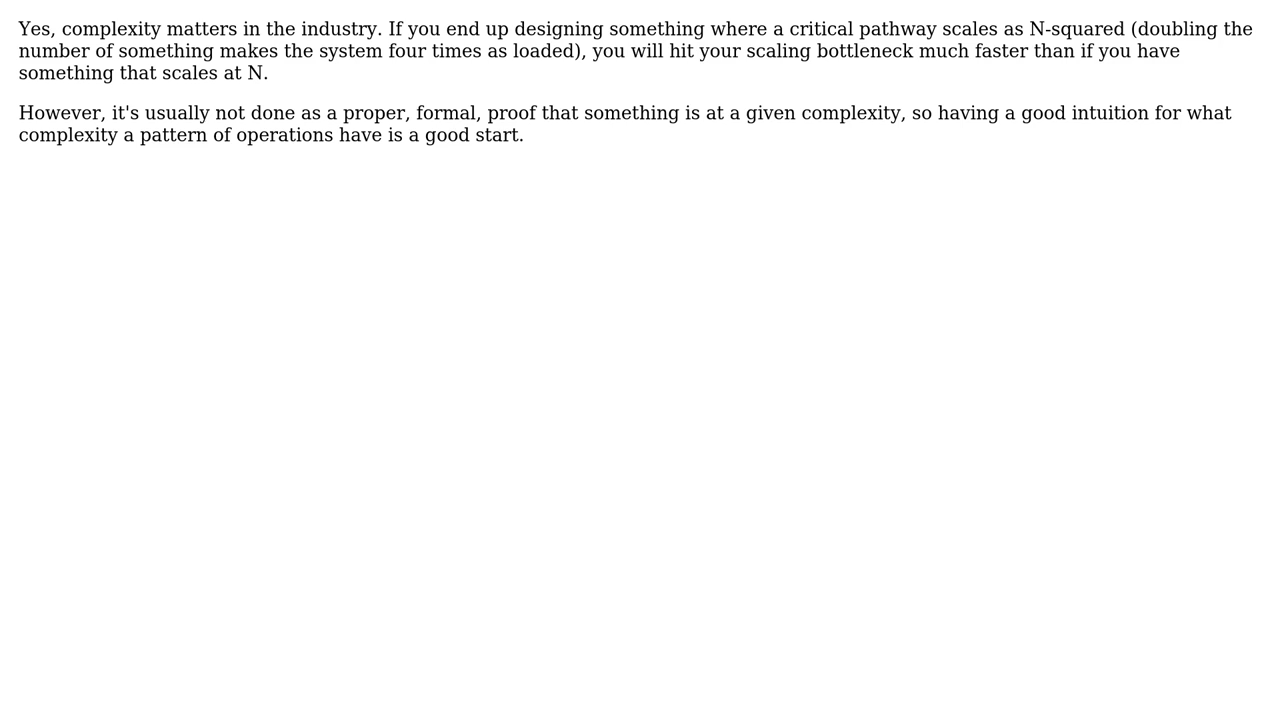 Yes, complexity matters in the industry. If you end up designing something where a critical pathway scales as N-squared (doubling the
number of something makes the system four times as loaded), you will hit your scaling bottleneck much faster than if you have
something that scales at N.
However, it's usually not done as a proper, formal, proof that something is at a given complexity, so having a good intuition for what
complexity a pattern of operations have is a good start.